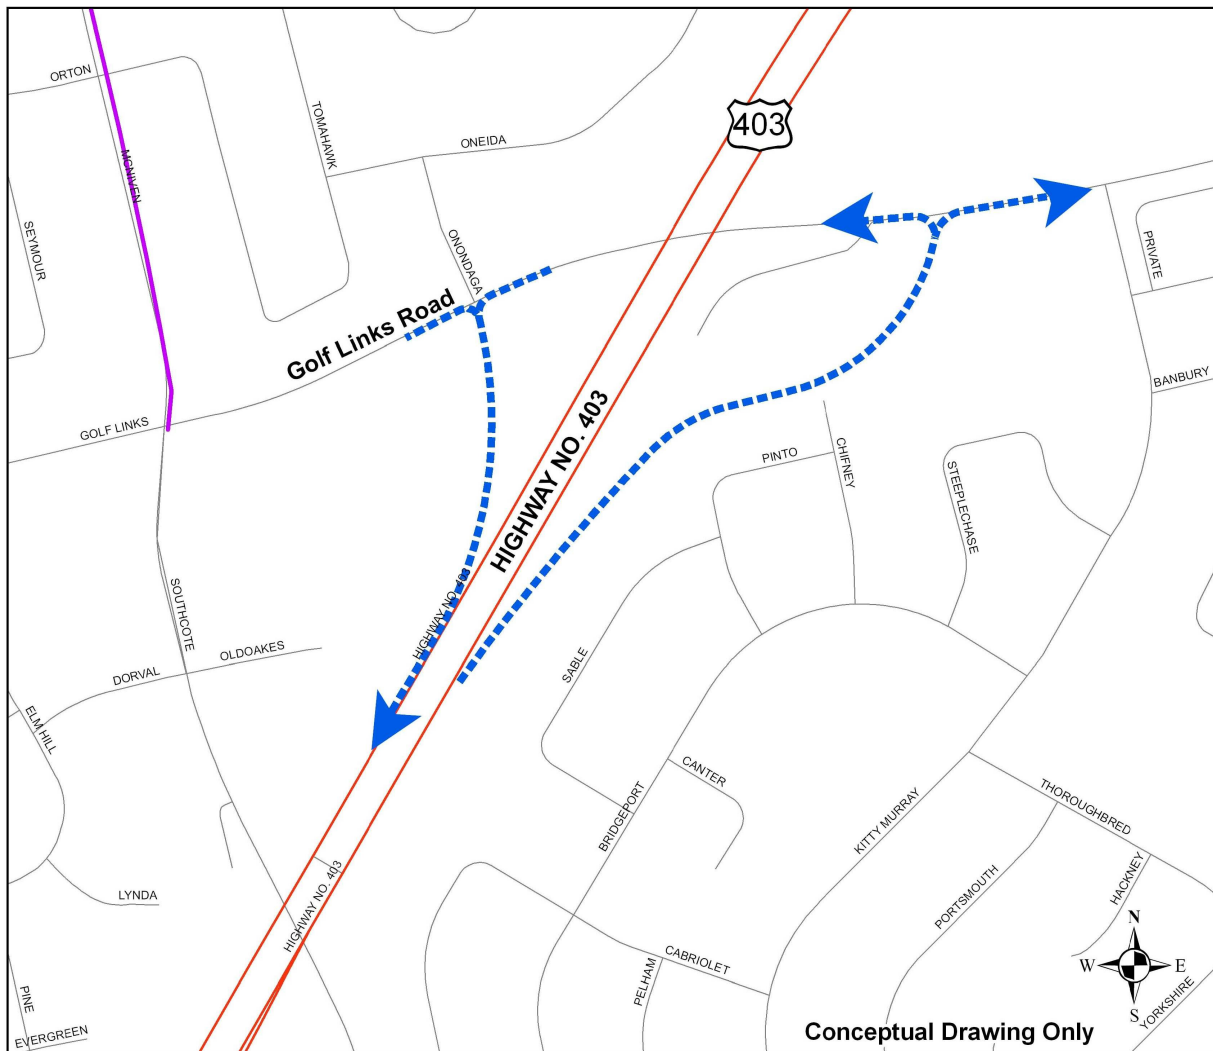 ORTON
TOMAHAWK
ONEIDA
403
MCNIVEN
SEYMOUR
ONONDAGA
PRIVATE
Golf Links Road
BANBURY
GOLF LINKS
HIGHWAY NO. 403
PINTO
CHIFNEY
STEEPLECHASE
HIGHWAY NO. 403
SOUTHCOTE
OLDOAKES
DORVAL
SABLE
ELM HILL
CANTER
BRIDGEPORT
KITTY MURRAY
THOROUGHBRED
HIGHWAY NO. 403
LYNDA
PORTSMOUTH
HACKNEY
N
W
E
S
CABRIOLET
PELHAM
PINE
YORKSHIRE
EVERGREEN
Conceptual Drawing Only